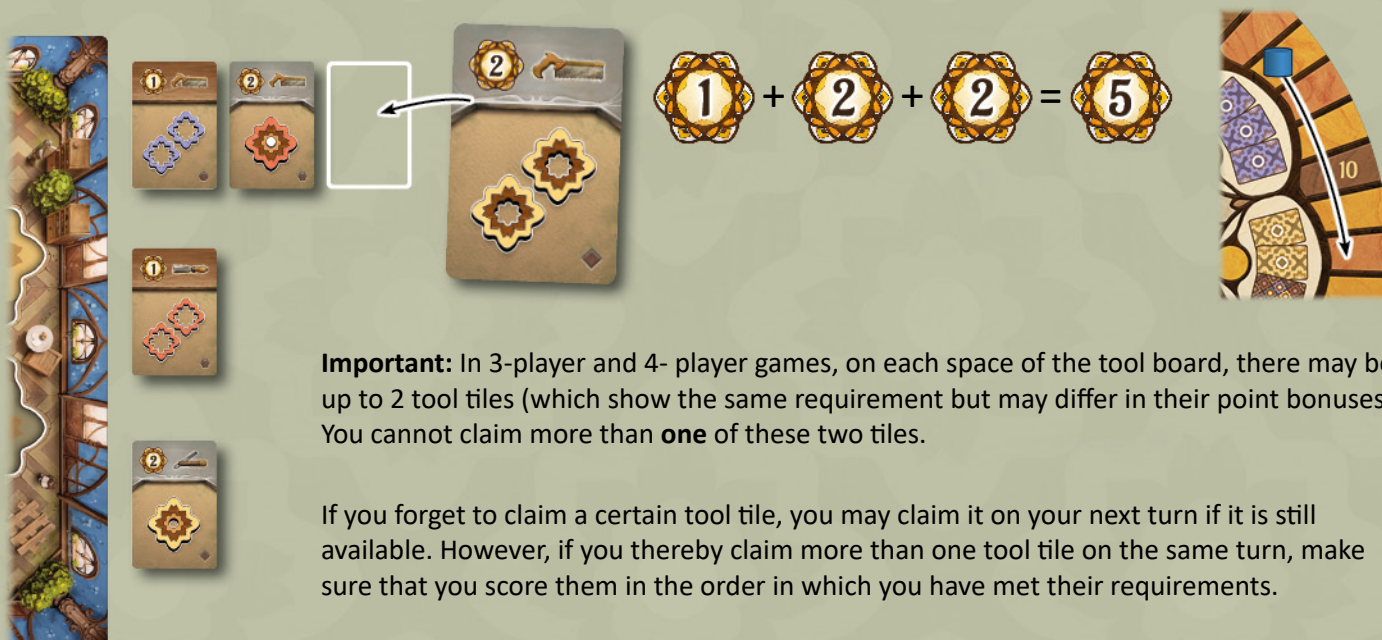 1 2 2 1 + 2 + 2 = 5
10
1
Important: In 3-player and 4- player games, on each space of the tool board, there may be
up to 2 tool tiles (which show the same requirement but may differ in their point bonuses
You cannot claim more than one of these two tiles.
2
If you forget to claim a certain tool tile, you may claim it on your next turn if it is still
available. However, if you thereby claim more than one tool tile on the same turn, make
sure that you score them in the order in which you have met their requirements.